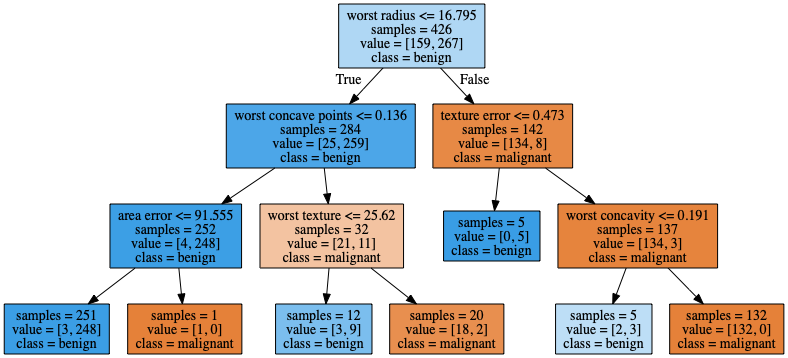 worst radius <= 16.795
samples = 426
value = [159, 267]
class = benign
True
False
worst concave points <= 0.136
samples = 284
value = [25, 259]
class = benign
texture error <= 0.473
samples = 142
value = [134, 8]
class = malignant
area error <= 91.555
samples = 252
value = [4, 248]
class = benign
worst texture <= 25.62
samples = 32
value = [21, 11]
class = malignant
samples = 5
value = [0, 5]
class = benign
worst concavity <= 0.191
samples = 137
value = [134, 3]
class = malignant
samples = 251
value = [3, 248]
class = benign
samples = 1
value = [1, 0]
class = malignant
samples = 12
value = [3, 9]
class = benign
samples = 20
value = [18, 2]
class = malignant
samples = 5
value = [2, 3]
class = benign
samples = 132
value = [132, 0]
class = malignant